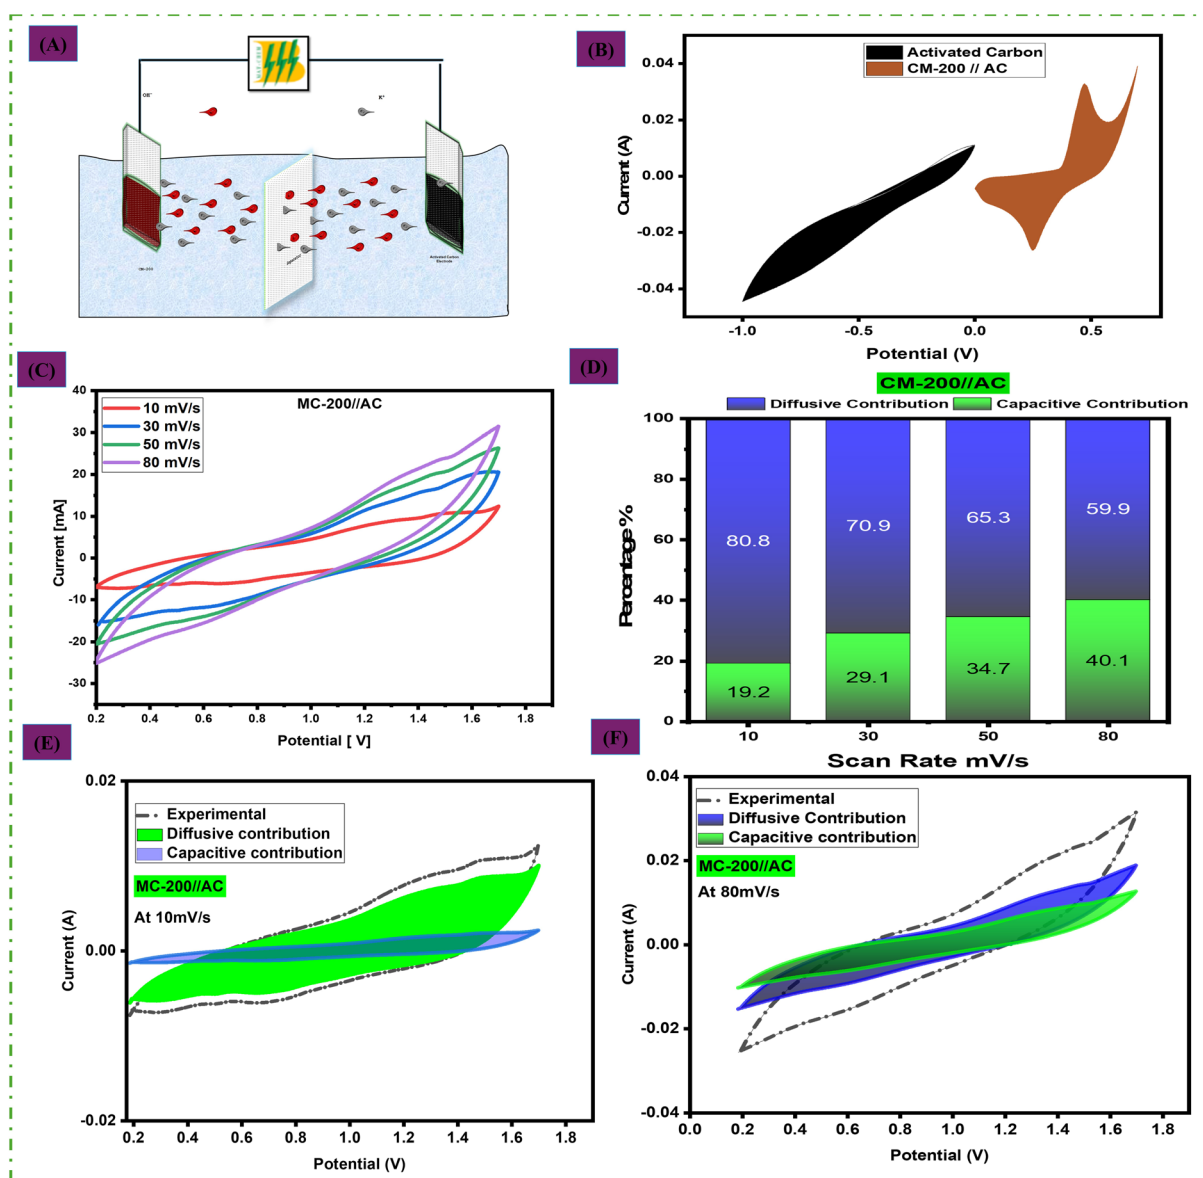 (A)
OH⁻
K⁺
CM-200
Activated Carbon
Electrode
(B)
Activated Carbon
CM-200 // AC
0.04
0.02
0.00
-0.02
-0.04
Current (A)
-1.0
-0.5
0.0
0.5
Potential (V)
(C)
MC-200//AC
10 mV/s
30 mV/s
50 mV/s
80 mV/s
40
30
20
10
0
-10
-20
-30
Current [mA]
0.2
0.4
0.6
0.8
1.0
1.2
1.4
1.6
1.8
Potential [ V]
(D)
CM-200//AC
Diffusive Contribution
Capacitive Contribution
100
80
60
40
20
0
Percentage %
80.8
70.9
65.3
59.9
19.2
29.1
34.7
40.1
10
30
50
80
Scan Rate mV/s
(E)
0.02
0.00
-0.02
Current (A)
Experimental
Diffusive contribution
Capacitive contribution
MC-200//AC
At 10mV/s
0.2
0.4
0.6
0.8
1.0
1.2
1.4
1.6
1.8
Potential (V)
(F)
0.04
0.02
0.00
-0.02
-0.04
Current (A)
Experimental
Diffusive Contribution
Capacitive contribution
MC-200//AC
At 80mV/s
0.0
0.2
0.4
0.6
0.8
1.0
1.2
1.4
1.6
1.8
Potential (V)